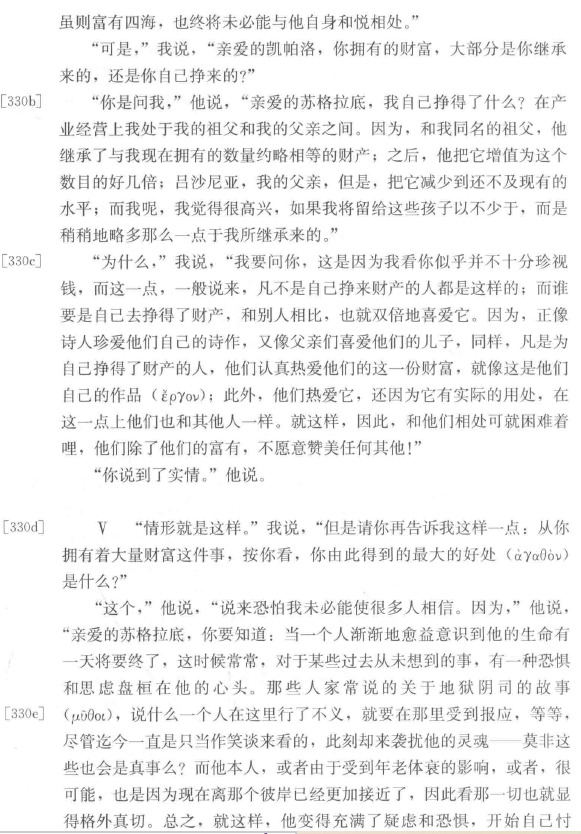 虽则富有四海，也终将未必能与他自身和悦相处。”
“可是，”我说，“亲爱的凯帕洛，你拥有的财富，大部分是你继承
来的，还是你自己挣来的？”
[330b] “你是问我，”他说，“亲爱的苏格拉底，我自己挣得了什么？在产
业经营上我处于我的祖父和我的父亲之间。因为，和我同名的祖父，他
继承了与我现在拥有的数量约略相等的财产；之后，他把它增值为这个
数目的好几倍；吕沙尼亚，我的父亲，但是，把它减少到还不及现有的
水平；而我呢，我觉得很高兴，如果我将留给这些孩子以不少于，而是
稍稍地略多那么一点于我所继承来的。”
[330c] “为什么，”我说，“我要问你，这是因为我看你似乎并不十分珍视
钱，而这一点，一般说来，凡不是自己挣来财产的人都是这样的；而谁
要是自己去挣得了财产，和别人相比，也就双倍地喜爱它。因为，正像
诗人珍爱他们自己的诗作，又像父亲们喜爱他们的儿子，同样，凡是为
自己挣得了财产的人，他们认真热爱他们的这一份财富，就像这是他们
自己的作品（ἔργον）；此外，他们热爱它，还因为它有实际的用处，在
这一点上他们也和其他人一样。就这样，因此，和他们相处可就困难着
哩，他们除了他们的富有，不愿意赞美任何其他！”
“你说到了实情。”他说。
[330d] Ⅴ “情形就是这样。”我说，“但是请你再告诉我这样一点：从你
拥有着大量财富这件事，按你看，你由此得到的最大的好处（ἀγαθὸν）
是什么？”
“这个，”他说，“说来恐怕我未必能使很多人相信。因为，”他说，
“亲爱的苏格拉底，你要知道：当一个人渐渐地愈益意识到他的生命有
一天将要终了，这时候常常，对于某些过去从未想到的事，有一种恐惧
和思虑盘桓在他的心头。那些人家常说的关于地狱阴司的故事
[330e] （μῦθοι），说什么一个人在这里行了不义，就要在那里受到报应，等等，
尽管迄今一直是只当作笑谈来看的，此刻却来袭扰他的灵魂——莫非这
些也会是真事么？而他本人，或者由于受到年老体衰的影响，或者，很
可能，也是因为现在离那个彼岸已经更加接近了，因此看那一切也就显
得格外真切。总之，就这样，他变得充满了疑虑和恐惧，开始自己忖